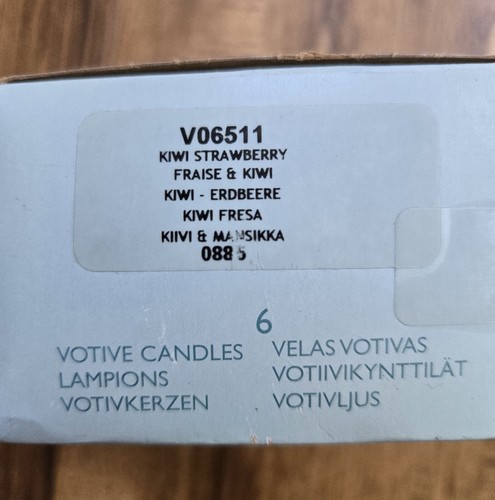 V06511
KIWI STRAWBERRY
FRAISE & KIWI
KIWI - ERDBEERE
KIWI FRESA
KIIVI & MANSIKKA
0885
6
VOTIVE CANDLES
LAMPIONS
VOTIVKERZEN
VELAS VOTIVAS
VOTIIVIKYNTTILÄT
VOTIVLJUS